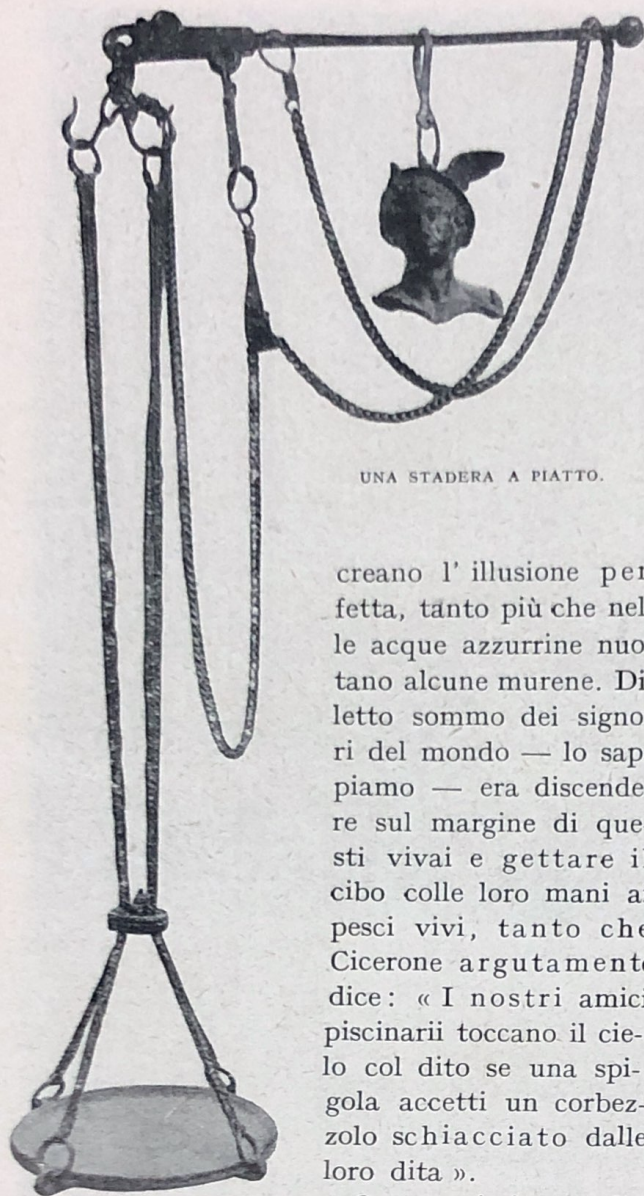 UNA STADERA A PIATTO.
creano l' illusione per
fetta, tanto più che nel
le acque azzurrine nuo
tano alcune murene. Di
letto sommo dei signo
ri del mondo — lo sap
piamo — era discende
re sul margine di que
sti vivai e gettare il
cibo colle loro mani ai
pesci vivi, tanto che
Cicerone argutamente
dice: « I nostri amici
piscinarii toccano il cie-
lo col dito se una spi-
gola accetti un corbez-
zolo schiacciato dalle
loro dita ».